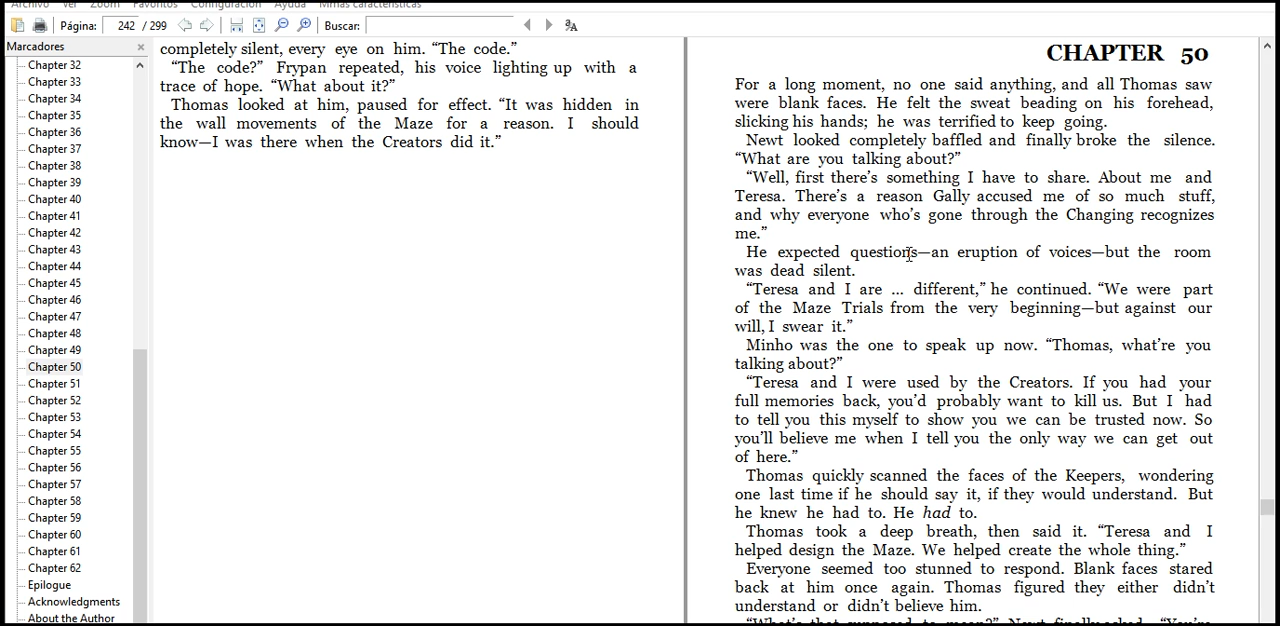 Archivo Ver Zoom Favoritos Configuración Ayuda
Página: 242 / 299 Buscar:
Marcadores
Chapter 32
Chapter 33
Chapter 34
Chapter 35
Chapter 36
Chapter 37
Chapter 38
Chapter 39
Chapter 40
Chapter 41
Chapter 42
Chapter 43
Chapter 44
Chapter 45
Chapter 46
Chapter 47
Chapter 48
Chapter 49
Chapter 50
Chapter 51
Chapter 52
Chapter 53
Chapter 54
Chapter 55
Chapter 56
Chapter 57
Chapter 58
Chapter 59
Chapter 60
Chapter 61
Chapter 62
Epilogue
Acknowledgments
About the Author
completely silent, every eye on him. “The code.”
“The code?” Frypan repeated, his voice lighting up with a
trace of hope. “What about it?”
Thomas looked at him, paused for effect. “It was hidden in
the wall movements of the Maze for a reason. I should
know—I was there when the Creators did it.”
CHAPTER 50
For a long moment, no one said anything, and all Thomas saw
were blank faces. He felt the sweat beading on his forehead,
slicking his hands; he was terrified to keep going.
Newt looked completely baffled and finally broke the silence.
“What are you talking about?”
“Well, first there’s something I have to share. About me and
Teresa. There’s a reason Gally accused me of so much stuff,
and why everyone who’s gone through the Changing recognizes
me.”
He expected questions—an eruption of voices—but the room
was dead silent.
“Teresa and I are ... different,” he continued. “We were part
of the Maze Trials from the very beginning—but against our
will, I swear it.”
Minho was the one to speak up now. “Thomas, what’re you
talking about?”
“Teresa and I were used by the Creators. If you had your
full memories back, you’d probably want to kill us. But I had
to tell you this myself to show you we can be trusted now. So
you’ll believe me when I tell you the only way we can get out
of here.”
Thomas quickly scanned the faces of the Keepers, wondering
one last time if he should say it, if they would understand. But
he knew he had to. He had to.
Thomas took a deep breath, then said it. “Teresa and I
helped design the Maze. We helped create the whole thing.”
Everyone seemed too stunned to respond. Blank faces stared
back at him once again. Thomas figured they either didn’t
understand or didn’t believe him.
“What’s that supposed to mean?” Newt finally asked. “You’re